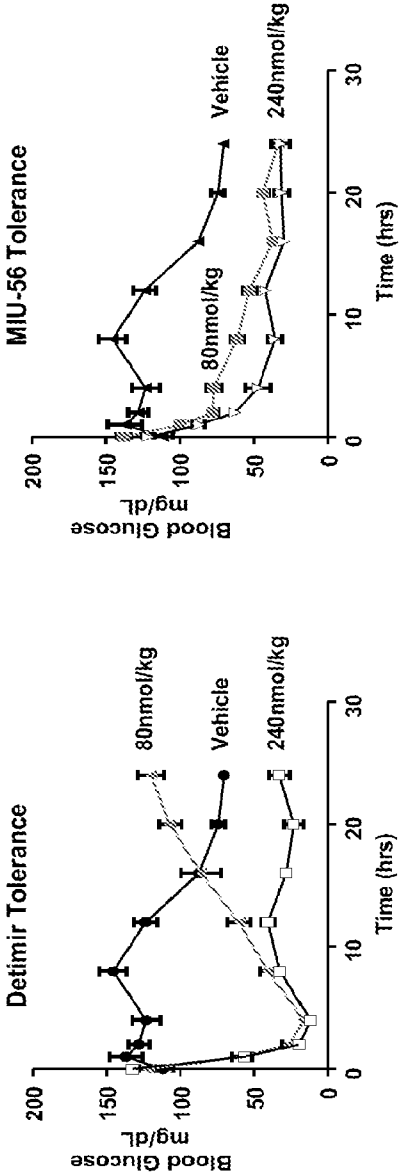 Detimir Tolerance
200
150
100
50
0
Blood Glucose
mg/dL
0
10
20
30
Time (hrs)
80nmol/kg
Vehicle
240nmol/kg
MIU-56 Tolerance
200
150
100
50
0
Blood Glucose
mg/dL
0
10
20
30
Time (hrs)
Vehicle
80nmol/kg
240nmol/kg